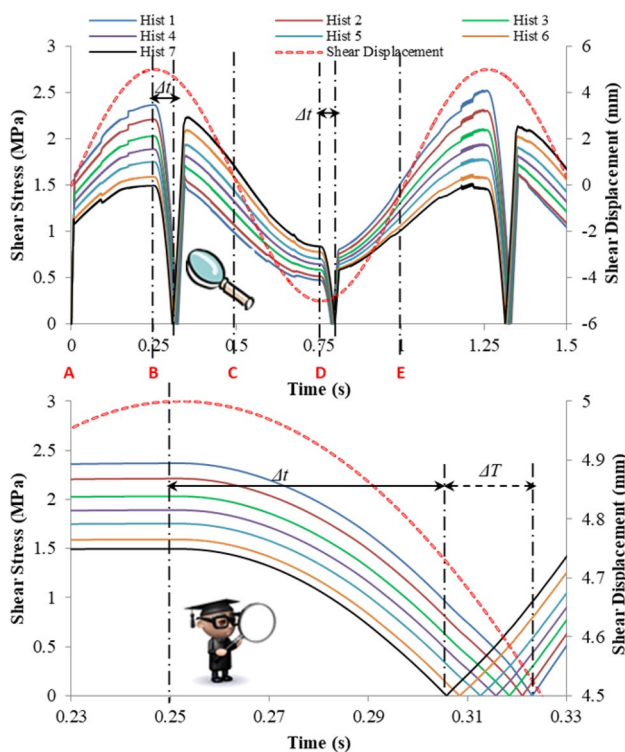 Hist 1 Hist 2 Hist 3
Hist 4 Hist 5 Hist 6
Hist 7 Shear Displacement
3
2.5
2
1.5
1
0.5
0
Shear Stress (MPa)
Δt
Δt
6
4
2
0
-2
-4
-6
Shear Displacement (mm)
0 0.25 0.5 0.75 1 1.25 1.5
A B C D E
Time (s)
3
2.5
2
1.5
1
0.5
0
Shear Stress (MPa)
Δt ΔT
5
4.9
4.8
4.7
4.6
4.5
Shear Displacement (mm)
0.23 0.25 0.27 0.29 0.31 0.33
Time (s)